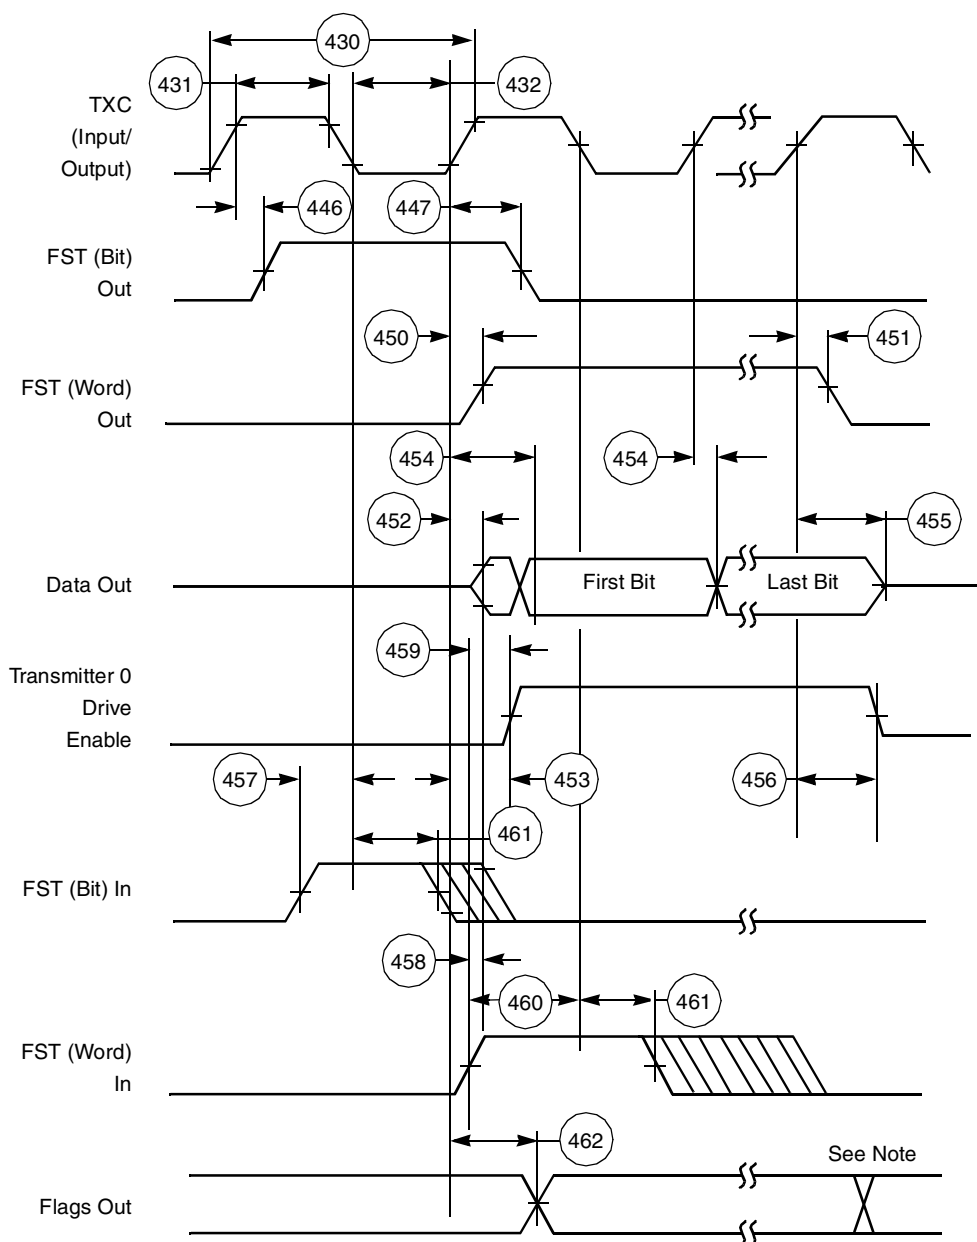 430
431
432
TXC
(Input/
Output)
446
447
FST (Bit)
Out
450
451
FST (Word)
Out
454
454
452
455
Data Out
First Bit
Last Bit
459
Transmitter 0
Drive
Enable
457
453
456
461
FST (Bit) In
458
460
461
FST (Word)
In
462
See Note
Flags Out